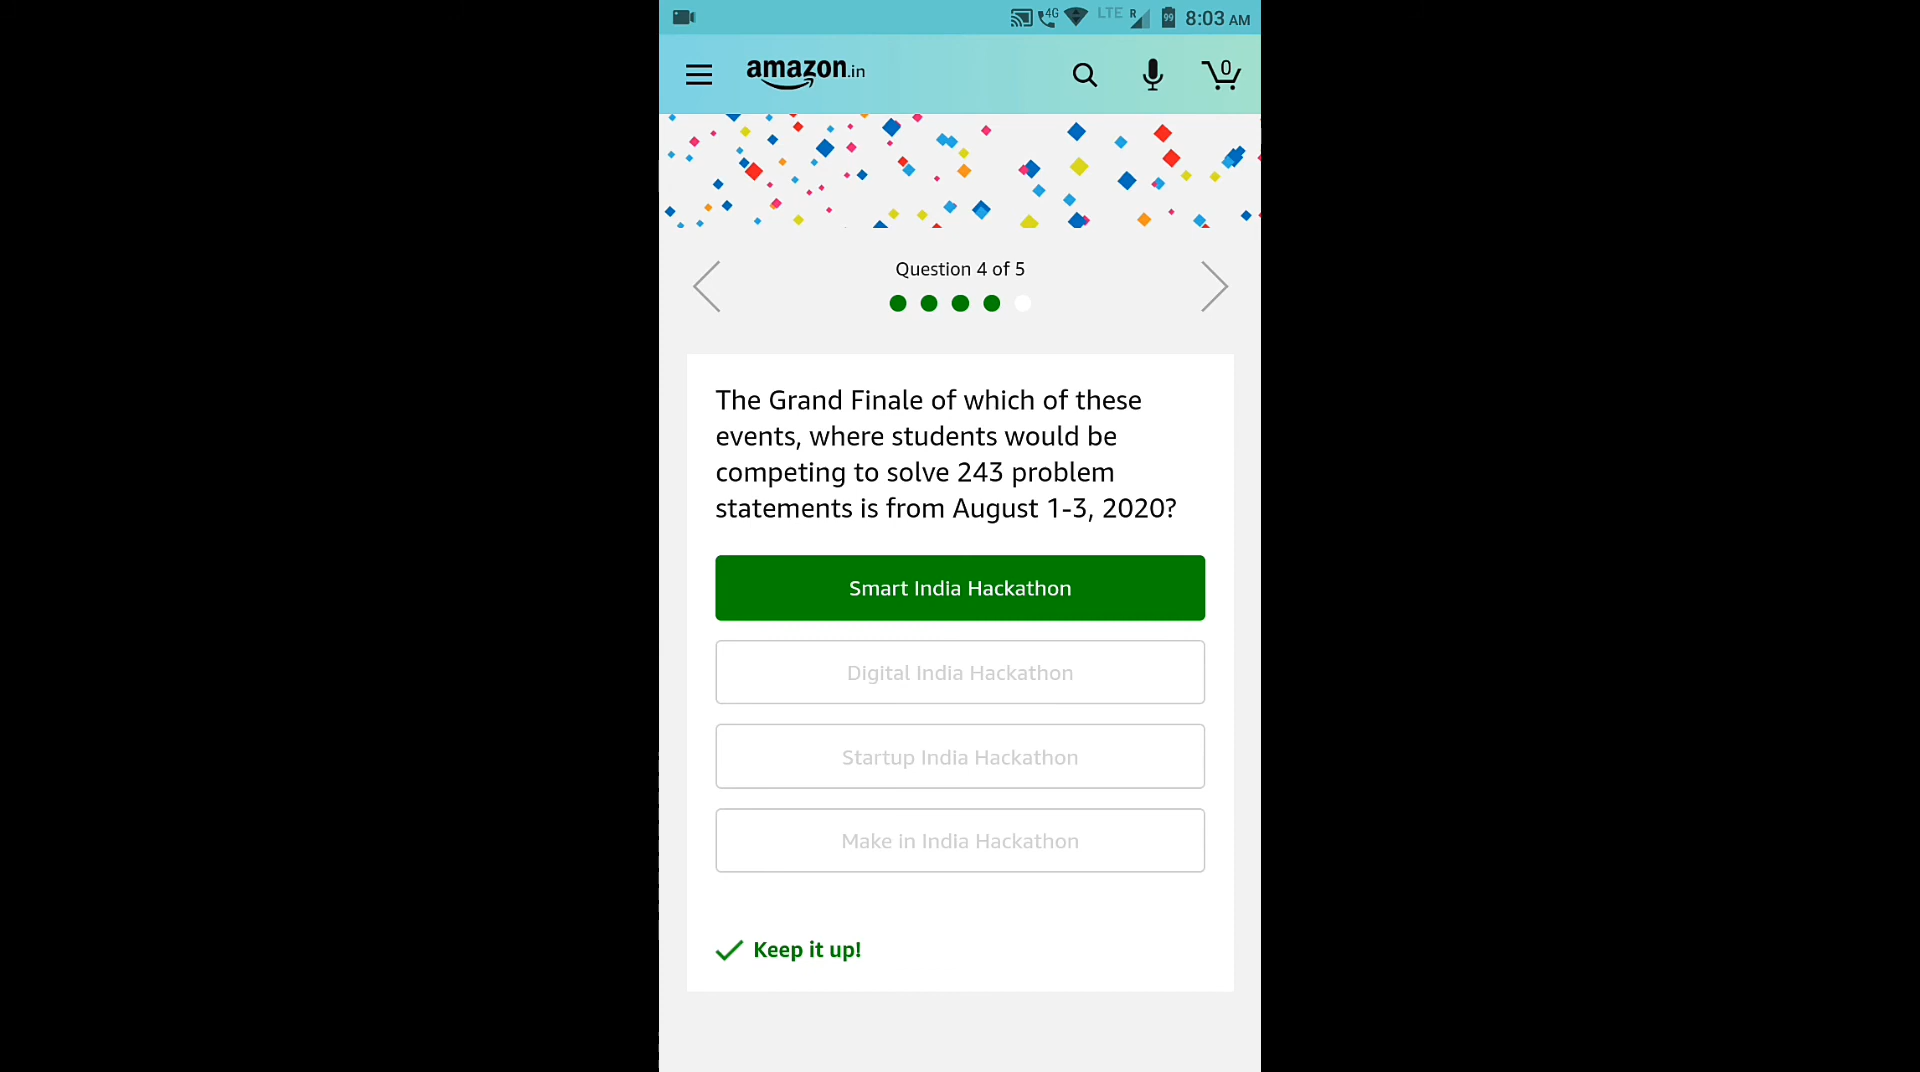 4G LTE R 99 8:03 AM
amazon.in
0
Question 4 of 5
The Grand Finale of which of these
events, where students would be
competing to solve 243 problem
statements is from August 1-3, 2020?
Smart India Hackathon
Digital India Hackathon
Startup India Hackathon
Make in India Hackathon
Keep it up!